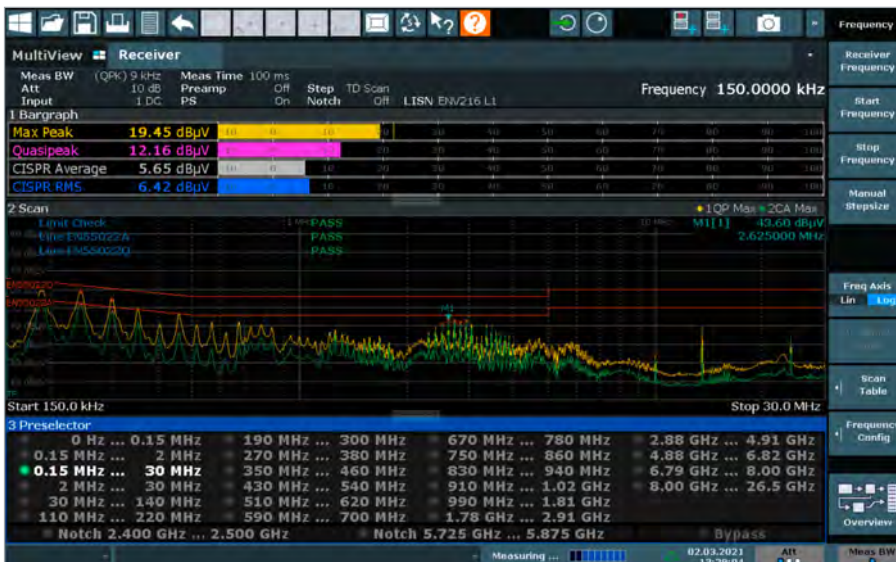 Frequency
MultiView Receiver
Receiver Frequency
Meas BW (QPK) 9 kHz Meas Time 100 ms
Att 10 dB Preamp Off Step TD Scan
Input 1 DC PS On Notch Off LISN ENV216 L1
Frequency 150.0000 kHz
Start Frequency
1 Bargraph
Max Peak 19.45 dBµV
Quasipeak 12.16 dBµV
CISPR Average 5.65 dBµV
CISPR RMS 6.42 dBµV
Stop Frequency
Manual Stepsize
2 Scan 1QP Max 2CA Max
Limit Check PASS M1[1] 43.60 dBµV
Line EN55022A PASS 2.625000 MHz
Line EN55022Q PASS
EN55022Q
EN55022A
M1
Freq Axis
Lin Log
Scan Table
Start 150.0 kHz Stop 30.0 MHz
Frequency Config
3 Preselector
0 Hz ... 0.15 MHz 190 MHz ... 300 MHz 670 MHz ... 780 MHz 2.88 GHz ... 4.91 GHz
0.15 MHz ... 2 MHz 270 MHz ... 380 MHz 750 MHz ... 860 MHz 4.88 GHz ... 6.82 GHz
0.15 MHz ... 30 MHz 350 MHz ... 460 MHz 830 MHz ... 940 MHz 6.79 GHz ... 8.00 GHz
2 MHz ... 30 MHz 430 MHz ... 540 MHz 910 MHz ... 1.02 GHz 8.00 GHz ... 26.5 GHz
30 MHz ... 140 MHz 510 MHz ... 620 MHz 990 MHz ... 1.81 GHz
110 MHz ... 220 MHz 590 MHz ... 700 MHz 1.78 GHz ... 2.91 GHz
Notch 2.400 GHz ... 2.500 GHz Notch 5.725 GHz ... 5.875 GHz Bypass
Overview
Measuring ... 02.03.2021 Att Meas BW